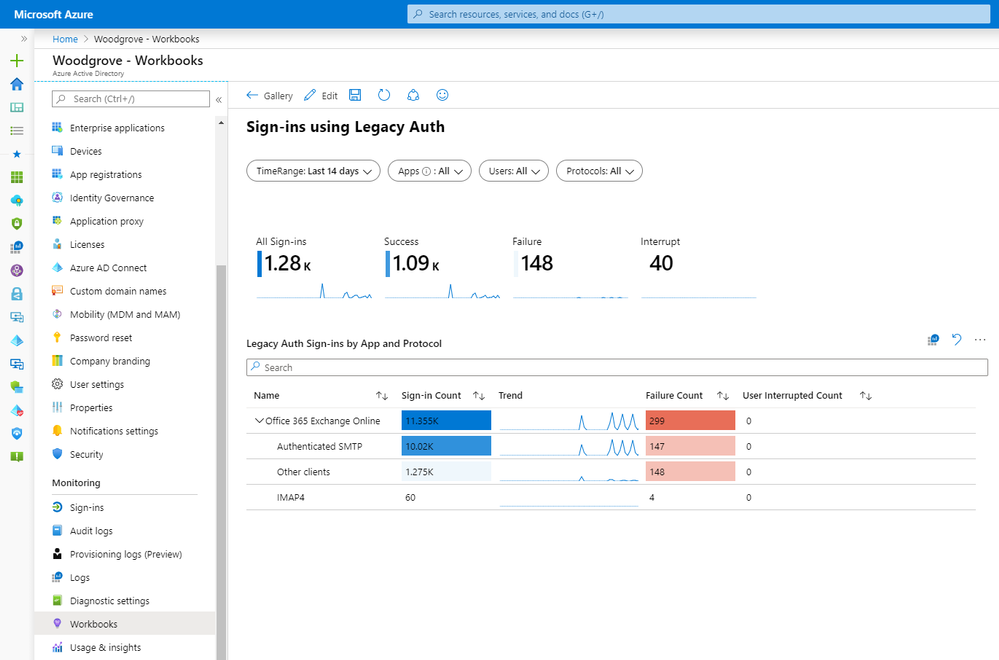 Microsoft Azure
Search resources, services, and docs (G+/)
»
Home > Woodgrove - Workbooks
Woodgrove - Workbooks
Azure Active Directory
Search (Ctrl+/)
«
Enterprise applications
Devices
App registrations
Identity Governance
Application proxy
Licenses
Azure AD Connect
Custom domain names
Mobility (MDM and MAM)
Password reset
Company branding
User settings
Properties
Notifications settings
Security
Monitoring
Sign-ins
Audit logs
Provisioning logs (Preview)
Logs
Diagnostic settings
Workbooks
Usage & insights
← Gallery Edit
Sign-ins using Legacy Auth
TimeRange: Last 14 days Apps ⓘ : All Users: All Protocols: All
All Sign-ins Success Failure Interrupt
1.28 K 1.09 K 148 40
Legacy Auth Sign-ins by App and Protocol
...
Search
Name ↑↓ Sign-in Count ↑↓ Trend Failure Count ↑↓ User Interrupted Count ↑↓
Office 365 Exchange Online 11.355K 299 0
Authenticated SMTP 10.02K 147 0
Other clients 1.275K 148 0
IMAP4 60 4 0